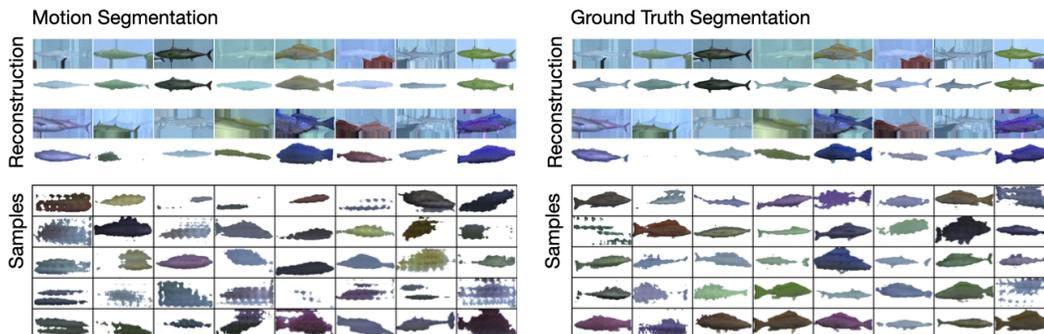 Motion Segmentation
Reconstruction
Samples
Ground Truth Segmentation
Reconstruction
Samples